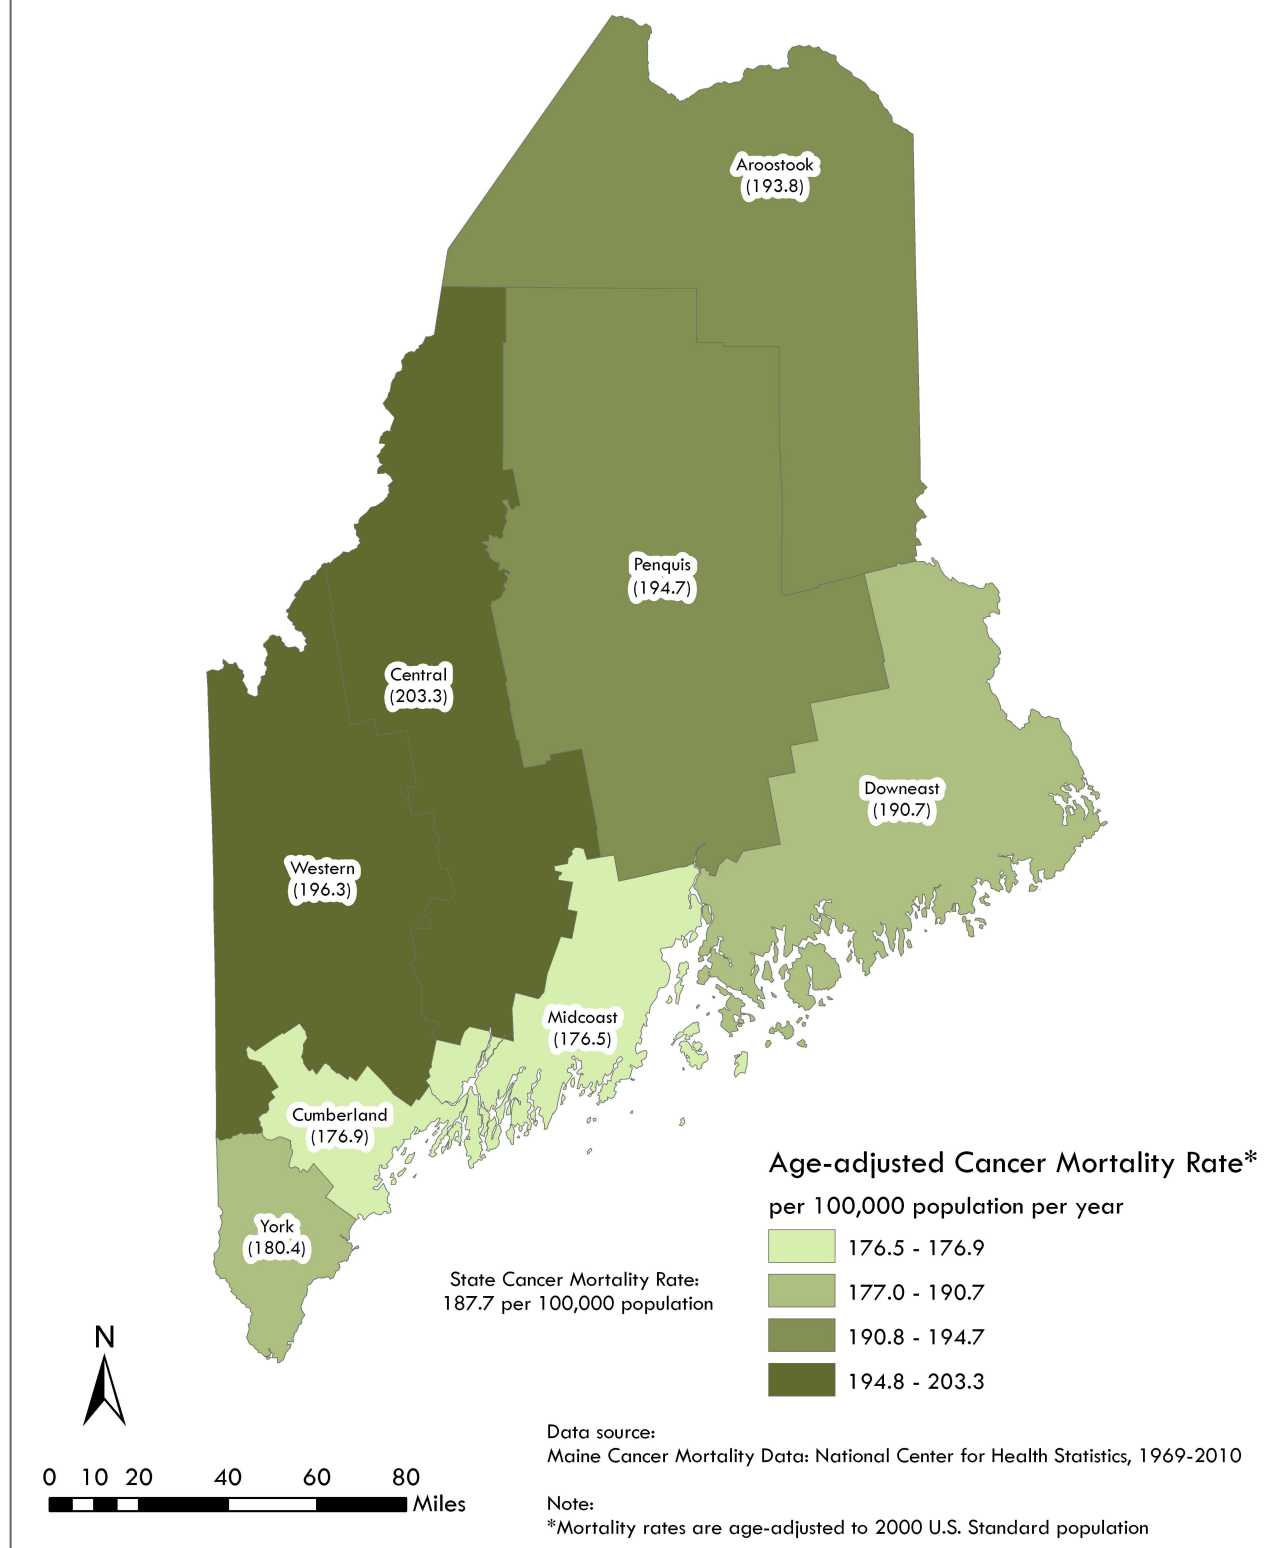 Aroostook
(193.8)
Penquis
(194.7)
Central
(203.3)
Downeast
(190.7)
Western
(196.3)
Midcoast
(176.5)
Cumberland
(176.9)
York
(180.4)
Age-adjusted Cancer Mortality Rate*
per 100,000 population per year
176.5 - 176.9
177.0 - 190.7
190.8 - 194.7
194.8 - 203.3
State Cancer Mortality Rate:
187.7 per 100,000 population
N
0 10 20 40 60 80
Miles
Data source:
Maine Cancer Mortality Data: National Center for Health Statistics, 1969-2010
Note:
*Mortality rates are age-adjusted to 2000 U.S. Standard population